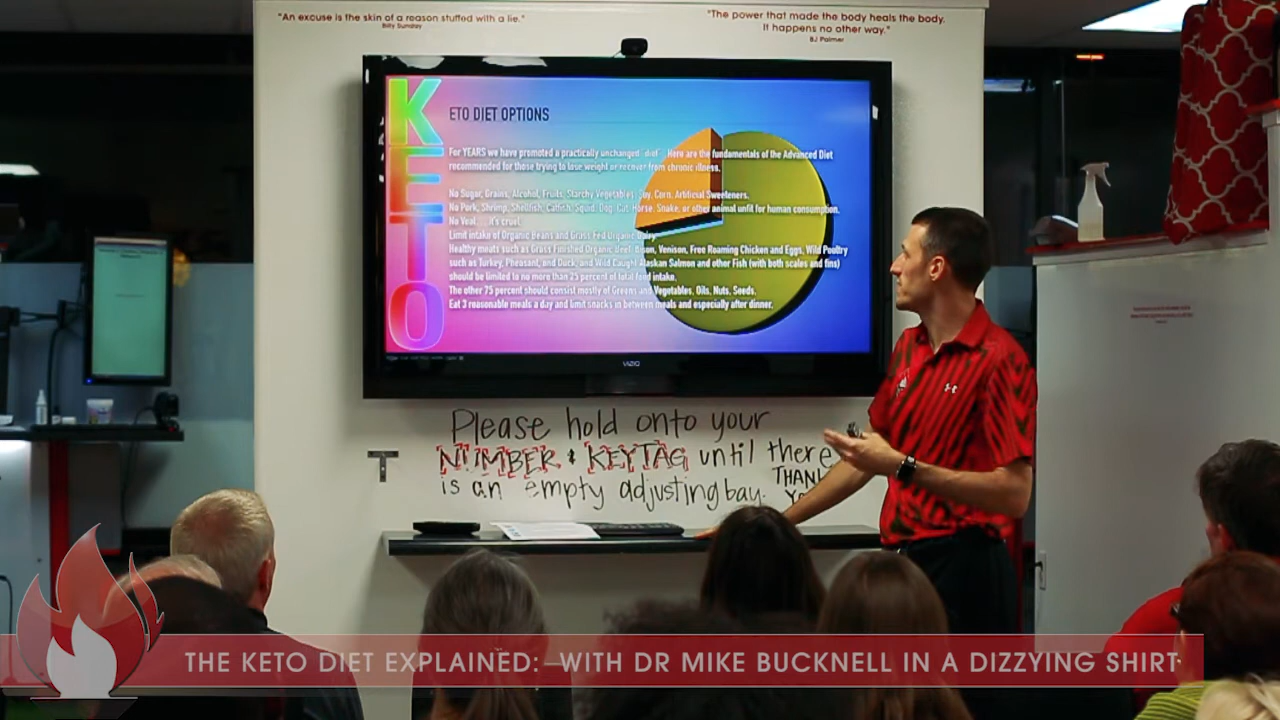 "An excuse is the skin of a reason stuffed with a lie."
Billy Sunday
"The power that made the body heals the body.
It happens no other way."
BJ Palmer
KETO
ETO DIET OPTIONS
For YEARS we have promoted a practically unchanged "diet". Here are the fundamentals of the Advanced Diet
recommended for those trying to lose weight or recover from chronic illness.
No Sugar, Grains, Alcohol, Fruits, Starchy Vegetables, Soy, Corn, Artificial Sweeteners.
No Pork, Shrimp, Shellfish, Catfish, Squid, Dog, Cat, Horse, Snake, or other animal unfit for human consumption.
No Veal... it's cruel.
Limit intake of Organic Beans and Grass Fed Organic Dairy
Healthy meats such as Grass Finished Organic Beef, Bison, Venison, Free Roaming Chicken and Eggs, Wild Poultry
such as Turkey, Pheasant, and Duck, and Wild Caught Alaskan Salmon and other Fish (with both scales and fins)
should be limited to no more than 25 percent of total food intake.
The other 75 percent should consist mostly of Greens and Vegetables, Oils, Nuts, Seeds.
Eat 3 reasonable meals a day and limit snacks in between meals and especially after dinner.
VIZIO
Please hold onto your
NUMBER & KEYTAG until there
is an empty adjusting bay.
THANK
YO
THE KETO DIET EXPLAINED: WITH DR MIKE BUCKNELL IN A DIZZYING SHIRT